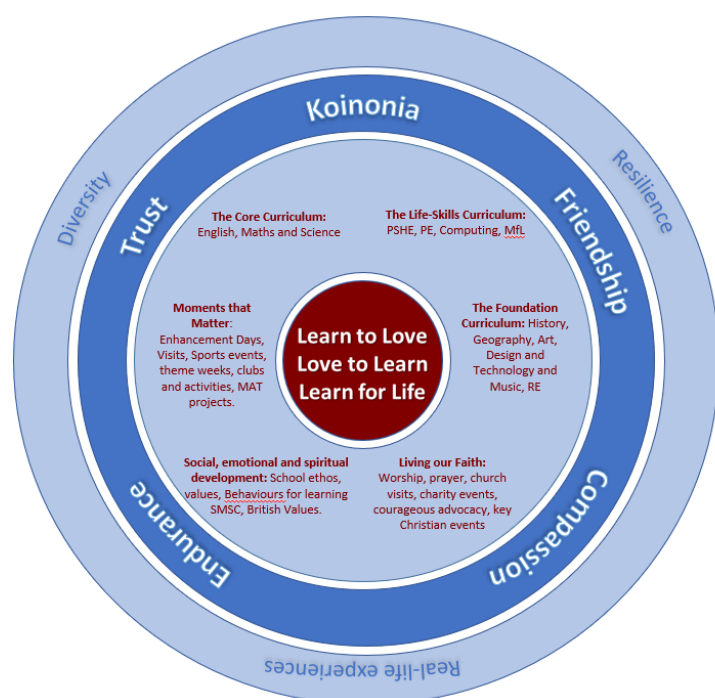 Koinonia
Diversity
Resilience
Trust
Friendship
The Core Curriculum:
English, Maths and Science
The Life-Skills Curriculum:
PSHE, PE, Computing, MfL
Moments that
Matter:
Enhancement Days,
Visits, Sports events,
theme weeks, clubs
and activities, MAT
projects.
Learn to Love
Love to Learn
Learn for Life
The Foundation
Curriculum: History,
Geography, Art,
Design and
Technology and
Music, RE
Social, emotional and spiritual
development: School ethos,
values, Behaviours for learning
SMSC, British Values.
Living our Faith:
Worship, prayer, church
visits, charity events,
courageous advocacy, key
Christian events
Endurance
Compassion
Real-life experiences